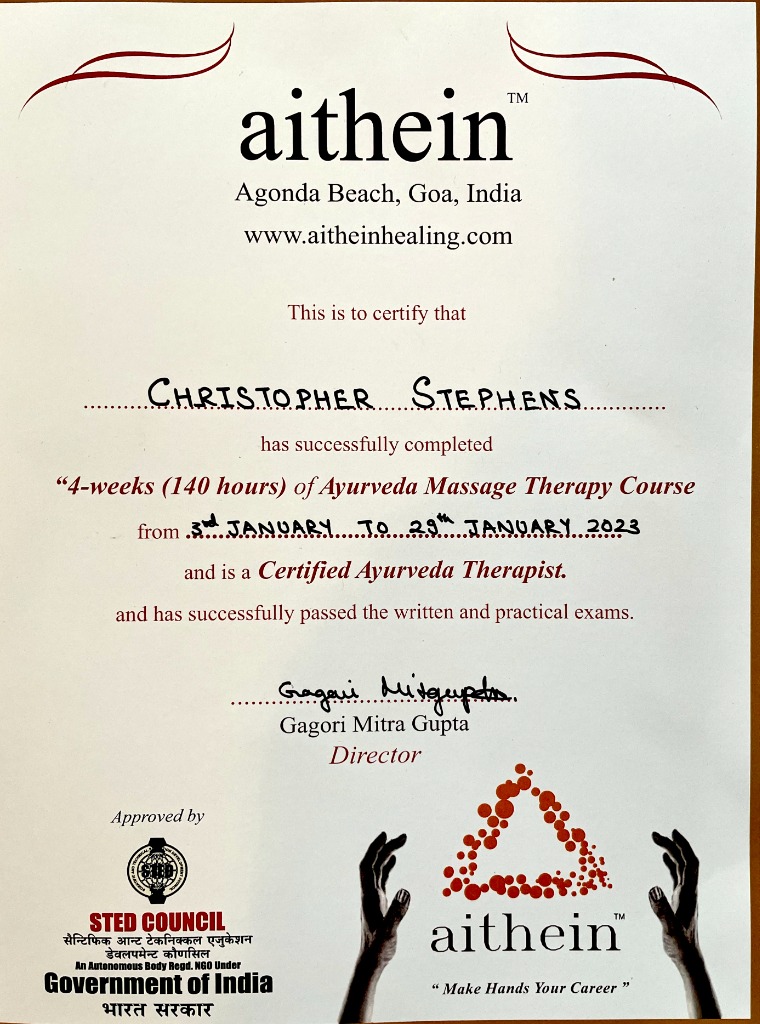 aithein™
Agonda Beach, Goa, India
www.aitheinhealing.com
This is to certify that
CHRISTOPHER STEPHENS
has successfully completed
“4-weeks (140 hours) of Ayurveda Massage Therapy Course
from 3rd JANUARY TO 29th JANUARY 2023
and is a Certified Ayurveda Therapist.
and has successfully passed the written and practical exams.
Gagori Mitra Gupta
Director
Approved by
STED
STED COUNCIL
सैन्टिफिक आन्ट टेकनिक्कल एजुकेशन
डेवलपमेन्ट कौणसिल
An Autonomous Body Regd. NGO Under
Government of India
भारत सरकार
aithein™
“ Make Hands Your Career ”